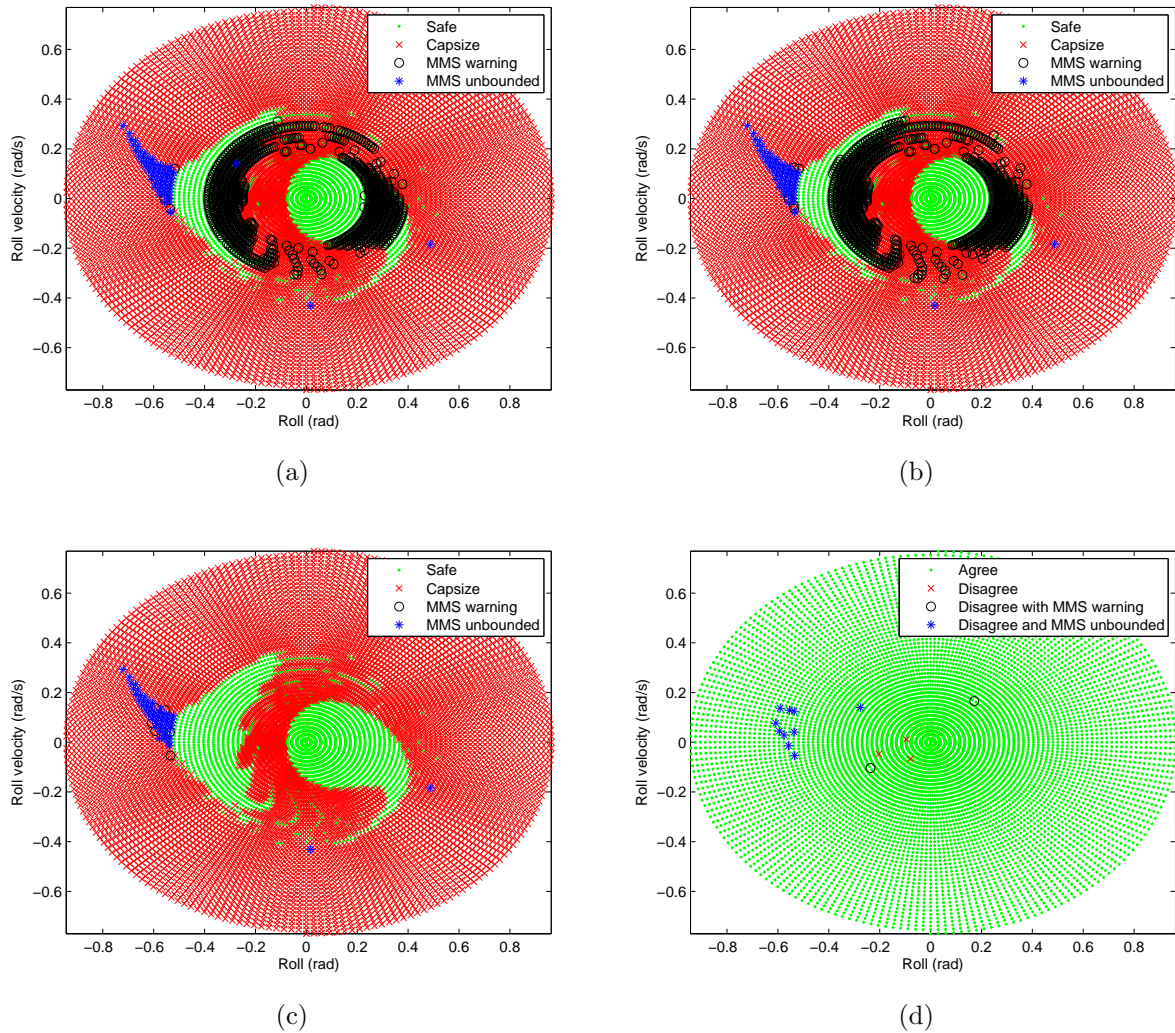 Safe
Capsize
MMS warning
MMS unbounded
0.6
0.4
0.2
0
−0.2
−0.4
−0.6
Roll velocity (rad/s)
−0.8 −0.6 −0.4 −0.2 0 0.2 0.4 0.6 0.8
Roll (rad)
(a)
Safe
Capsize
MMS warning
MMS unbounded
0.6
0.4
0.2
0
−0.2
−0.4
−0.6
Roll velocity (rad/s)
−0.8 −0.6 −0.4 −0.2 0 0.2 0.4 0.6 0.8
Roll (rad)
(b)
Safe
Capsize
MMS warning
MMS unbounded
0.6
0.4
0.2
0
−0.2
−0.4
−0.6
Roll velocity (rad/s)
−0.8 −0.6 −0.4 −0.2 0 0.2 0.4 0.6 0.8
Roll (rad)
(c)
Agree
Disagree
Disagree with MMS warning
Disagree and MMS unbounded
0.6
0.4
0.2
0
−0.2
−0.4
−0.6
Roll velocity (rad/s)
−0.8 −0.6 −0.4 −0.2 0 0.2 0.4 0.6 0.8
Roll (rad)
(d)